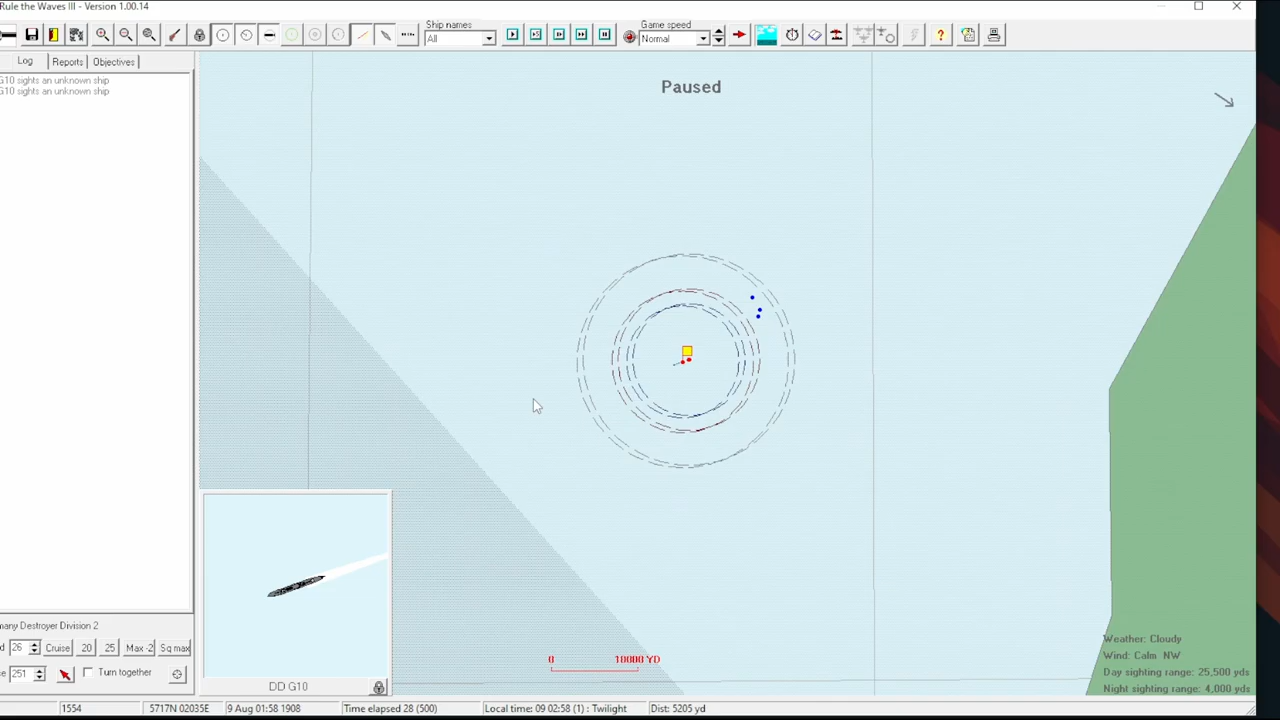 Rule the Waves III - Version 1.00.14
Ship names
All
Game speed
Normal
Log
Reports
Objectives
G10 sights an unknown ship
G10 sights an unknown ship
Paused
many Destroyer Division 2
d 26 Cruise 20 25 Max -2 Sq max
e 251 Turn together
DD G10
0 10000 YD
Weather: Cloudy
Wind: Calm NW
Day sighting range: 25,500 yds
Night sighting range: 4,000 yds
1554
5717N 02035E
9 Aug 01:58 1908
Time elapsed 28 (500)
Local time: 09 02:58 (1) : Twilight
Dist: 5205 yd